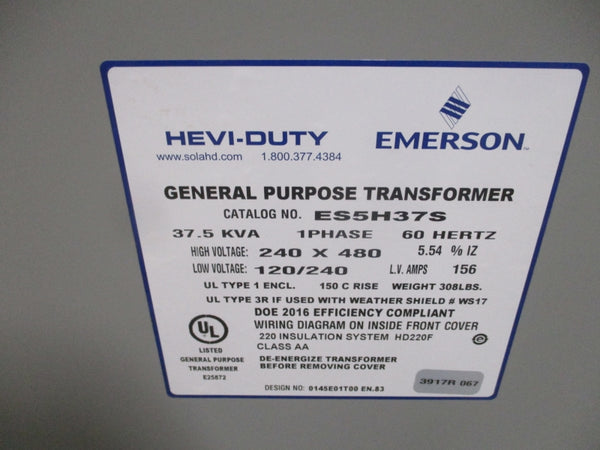 HEVI-DUTY
EMERSON™
www.solahd.com 1.800.377.4384
GENERAL PURPOSE TRANSFORMER
CATALOG NO. ES5H37S
37.5 KVA 1PHASE 60 HERTZ
HIGH VOLTAGE: 240 X 480 5.54 % IZ
LOW VOLTAGE: 120/240 L.V. AMPS 156
UL TYPE 1 ENCL. 150 C RISE WEIGHT 308LBS.
UL TYPE 3R IF USED WITH WEATHER SHIELD # WS17
DOE 2016 EFFICIENCY COMPLIANT
WIRING DIAGRAM ON INSIDE FRONT COVER
220 INSULATION SYSTEM HD220F
CLASS AA
UL
LISTED
GENERAL PURPOSE
TRANSFORMER
E25872
DE-ENERGIZE TRANSFORMER
BEFORE REMOVING COVER
3917R 067
DESIGN NO: 0145E01T00 EN.83